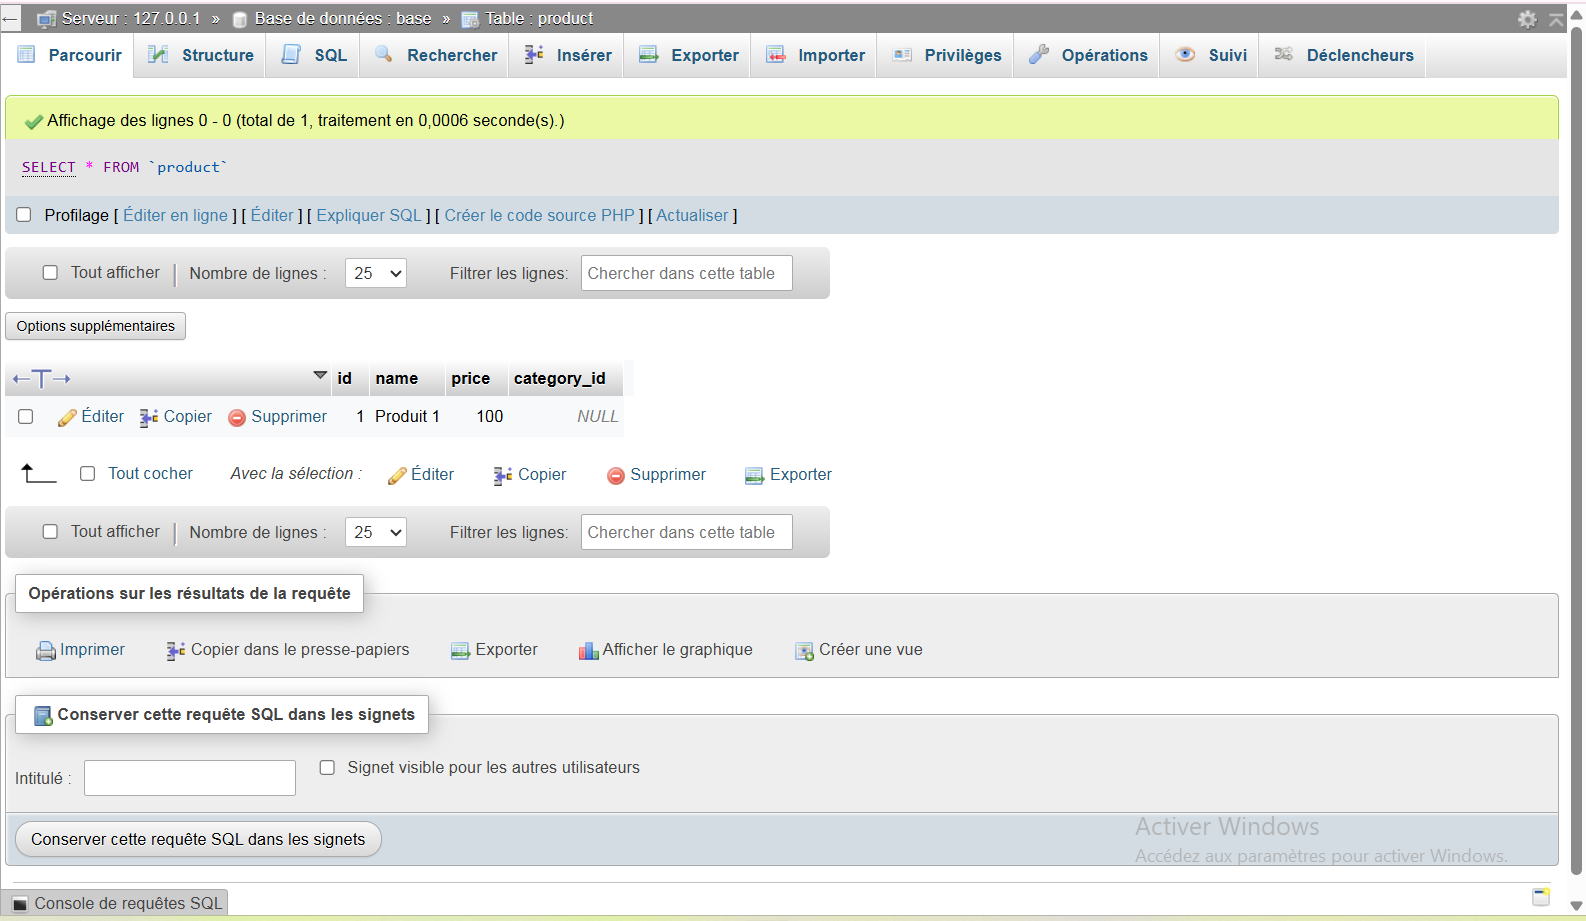 Serveur : 127.0.0.1 » Base de données : base » Table : product
Parcourir Structure SQL Rechercher Insérer Exporter Importer Privilèges Opérations Suivi Déclencheurs
Affichage des lignes 0 - 0 (total de 1, traitement en 0,0006 seconde(s).)
SELECT * FROM `product`
Profilage [ Éditer en ligne ] [ Éditer ] [ Expliquer SQL ] [ Créer le code source PHP ] [ Actualiser ]
Tout afficher | Nombre de lignes : 25 Filtrer les lignes: Chercher dans cette table
Options supplémentaires
←T→ id name price category_id
Éditer Copier Supprimer 1 Produit 1 100 NULL
Tout cocher Avec la sélection : Éditer Copier Supprimer Exporter
Tout afficher | Nombre de lignes : 25 Filtrer les lignes: Chercher dans cette table
Opérations sur les résultats de la requête
Imprimer Copier dans le presse-papiers Exporter Afficher le graphique Créer une vue
Conserver cette requête SQL dans les signets
Intitulé : Signet visible pour les autres utilisateurs
Conserver cette requête SQL dans les signets
Activer Windows
Accédez aux paramètres pour activer Windows.
Console de requêtes SQL